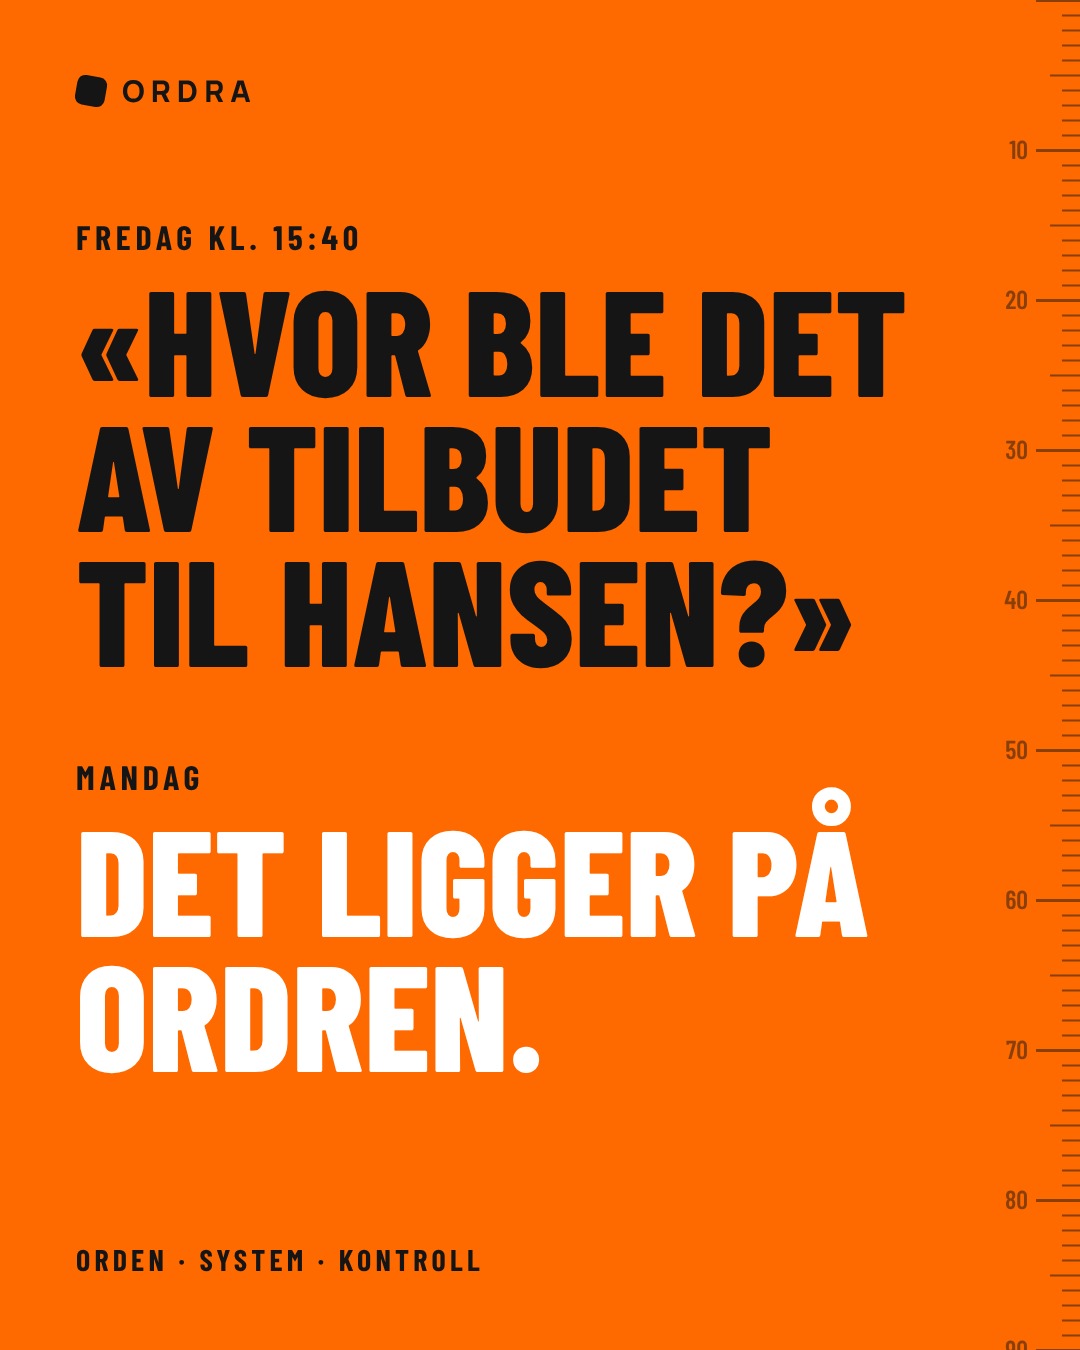 ORDRA
FREDAG KL. 15:40
«HVOR BLE DET
AV TILBUDET
TIL HANSEN?»
MANDAG
DET LIGGER PÅ
ORDREN.
ORDEN · SYSTEM · KONTROLL
10
20
30
40
50
60
70
80
90